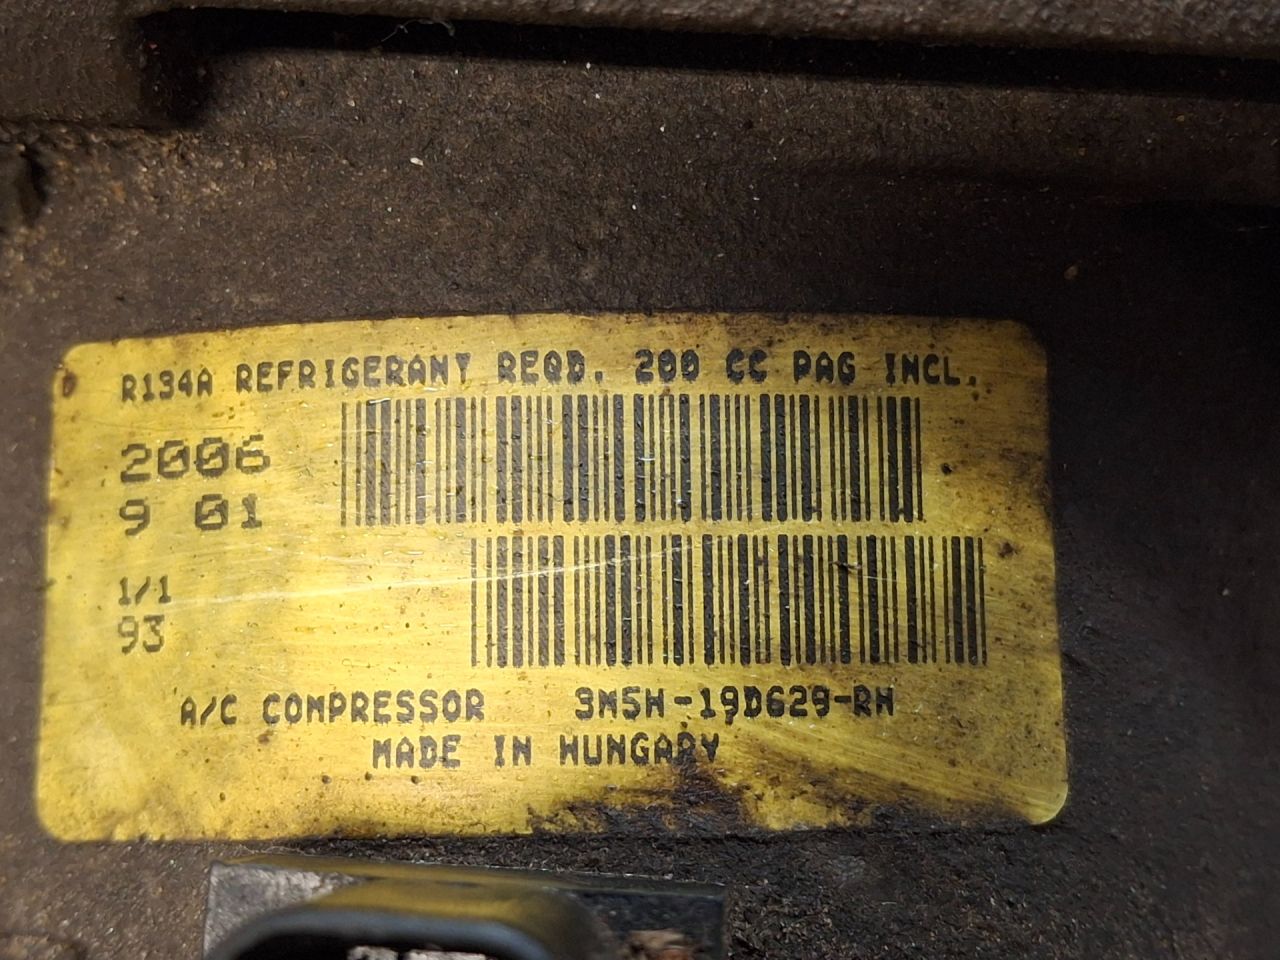 R134A REFRIGERANT REQD. 200 CC PAG INCL.
2006
9 01
1/1
93
A/C COMPRESSOR 3M5H-19D629-RH
MADE IN HUNGARY